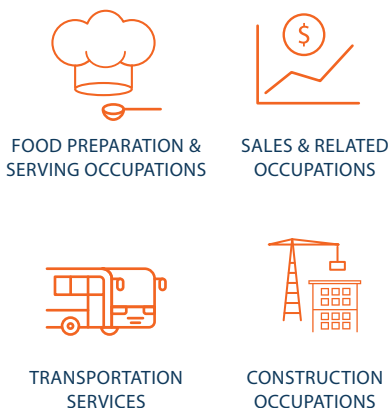 $
FOOD PREPARATION &
SERVING OCCUPATIONS
SALES & RELATED
OCCUPATIONS
TRANSPORTATION
SERVICES
CONSTRUCTION
OCCUPATIONS